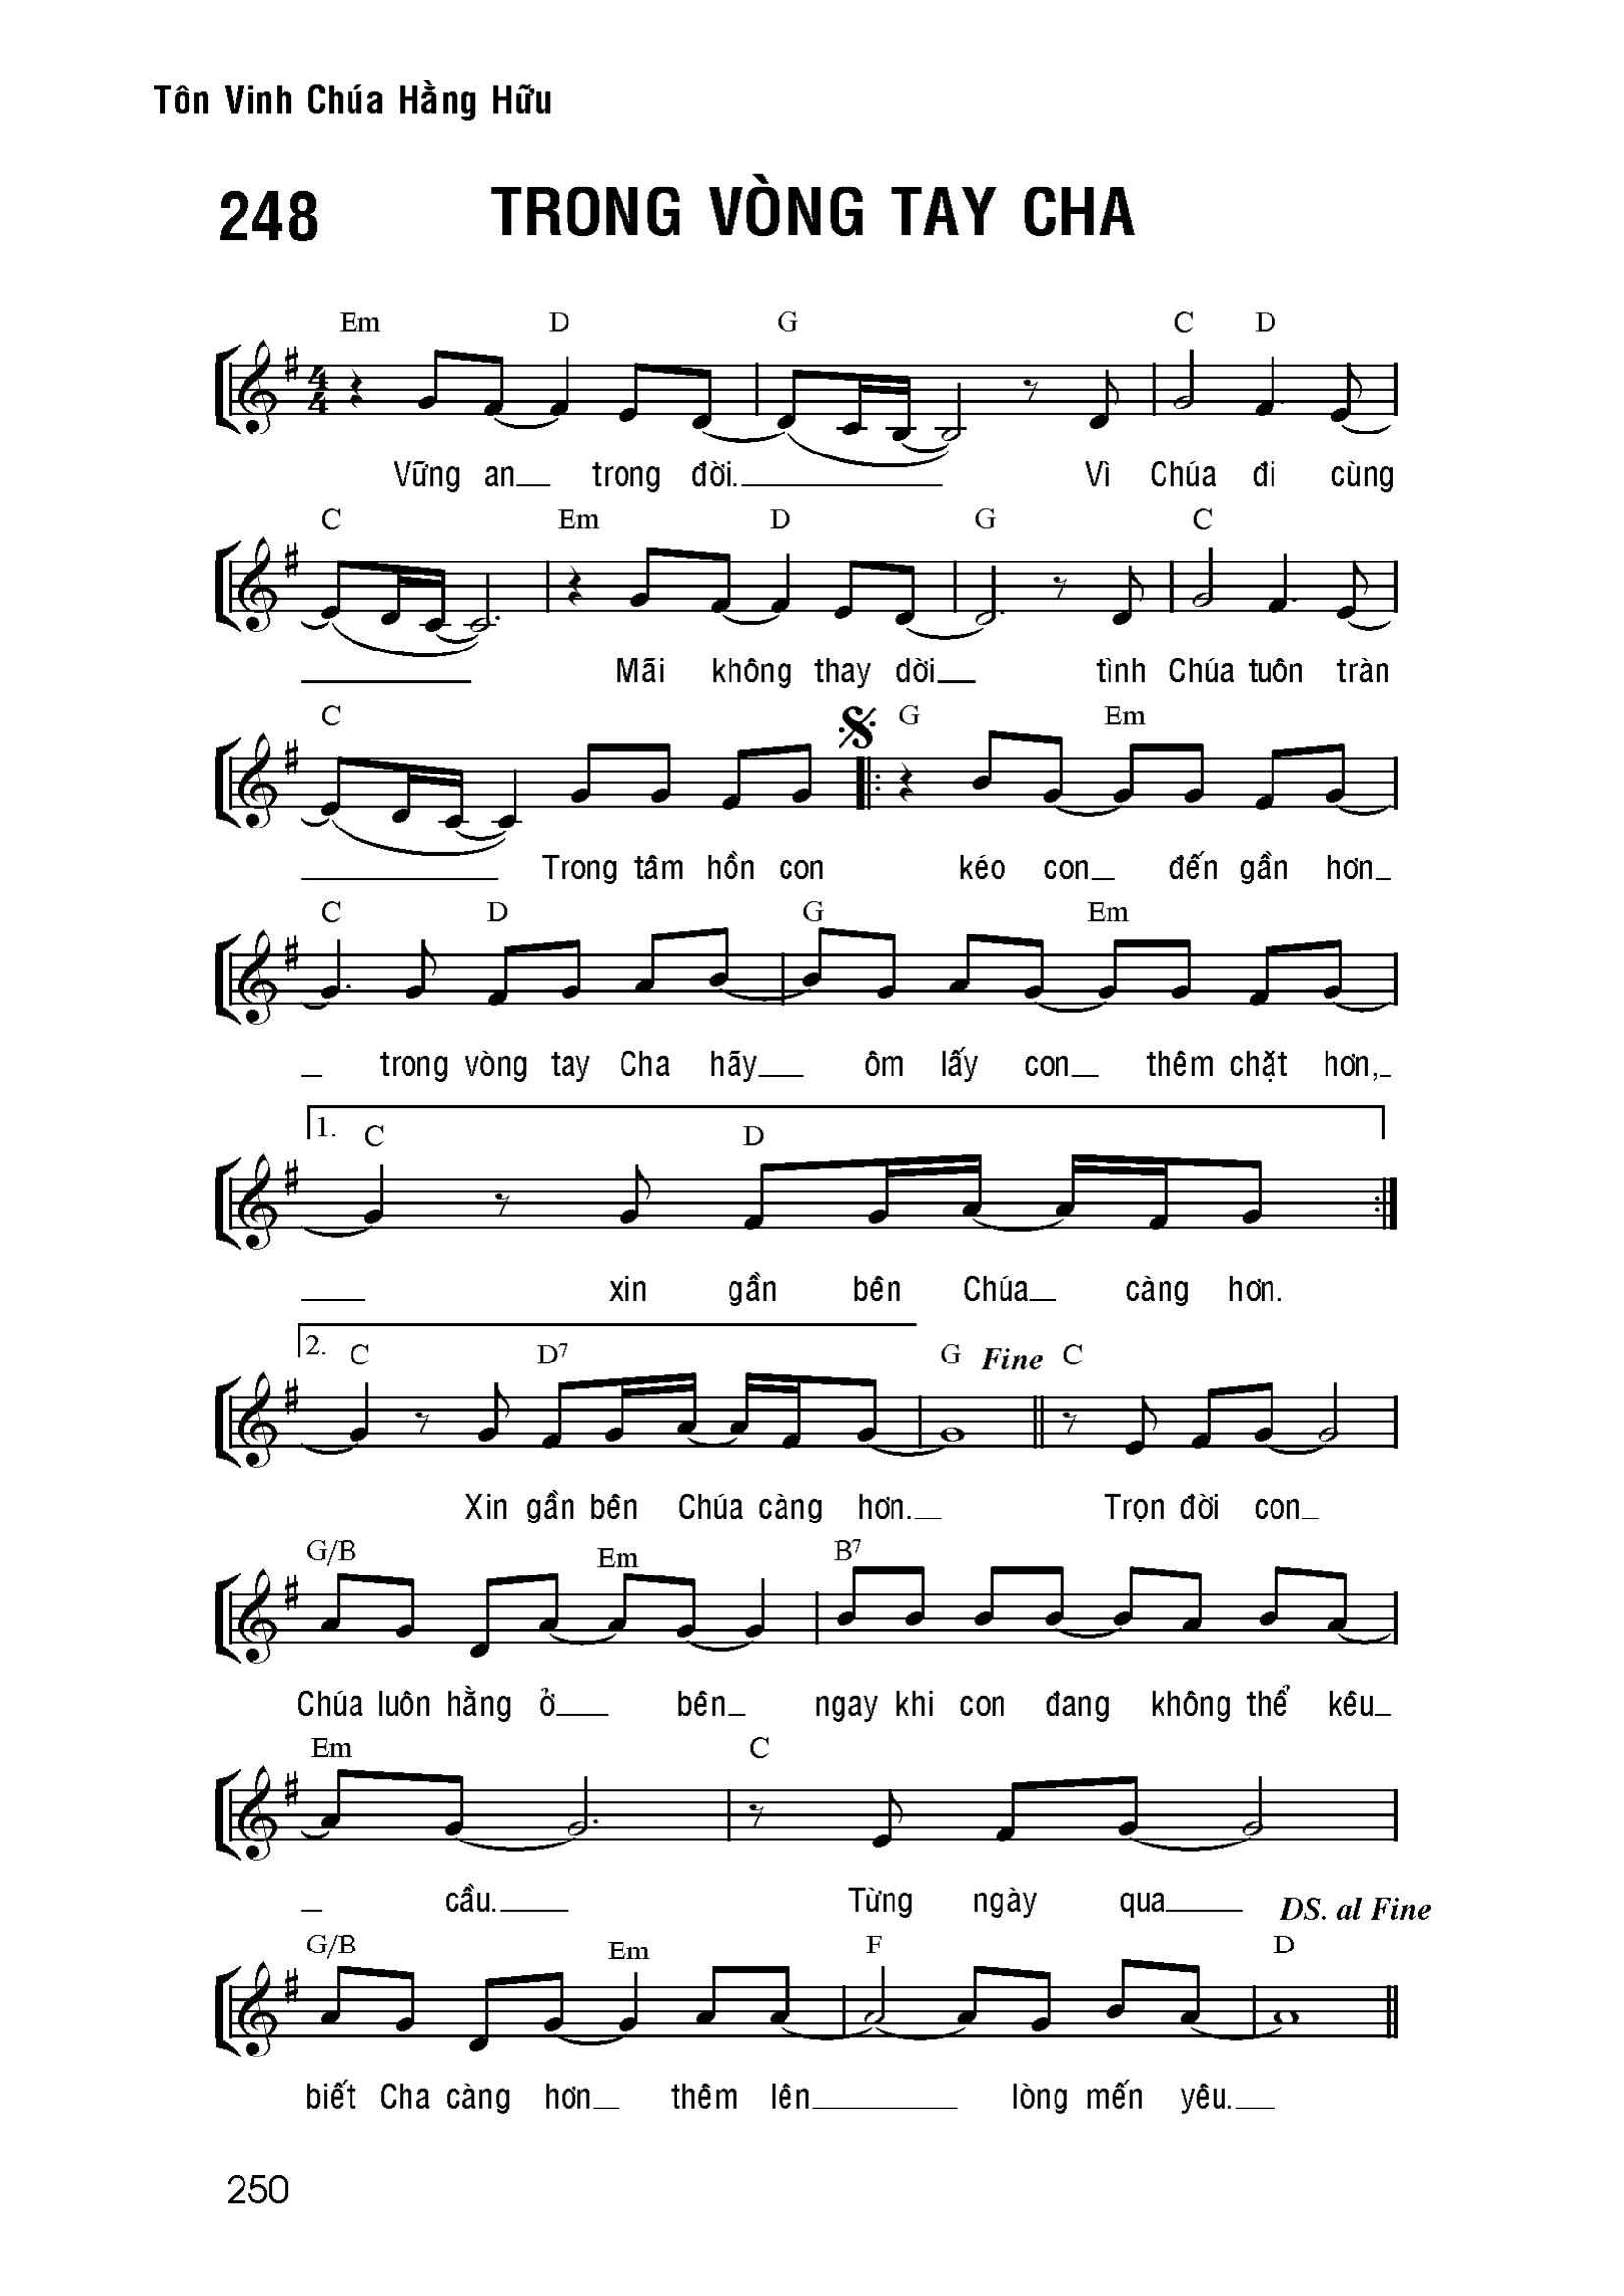 Tôn Vinh Chúa Hằng Hữu
248 TRONG VÒNG TAY CHA
Em D G C D
4
4
Vững an trong đời. Vì Chúa đi cùng
C Em D G C
Mãi không thay dời tình Chúa tuôn tràn
C G Em
Trong tâm hồn con kéo con đến gần hơn
C D G Em
trong vòng tay Cha hãy ôm lấy con thêm chặt hơn,
1. C D
xin gần bên Chúa càng hơn.
2. C D7 G Fine C
Xin gần bên Chúa càng hơn. Trọn đời con
G/B Em B7
Chúa luôn hằng ở bên ngay khi con đang không thể kêu
Em C
cầu. Từng ngày qua
DS. al Fine
G/B Em F D
biết Cha càng hơn thêm lên lòng mến yêu.
250